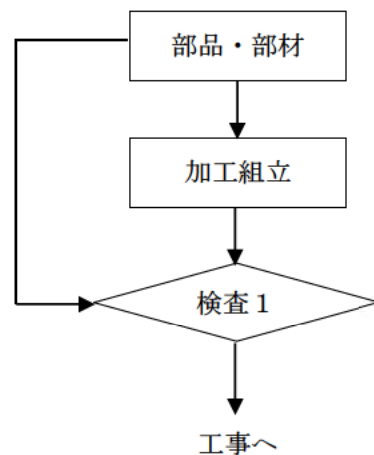 部品・部材
加工組立
検査１
工事へ